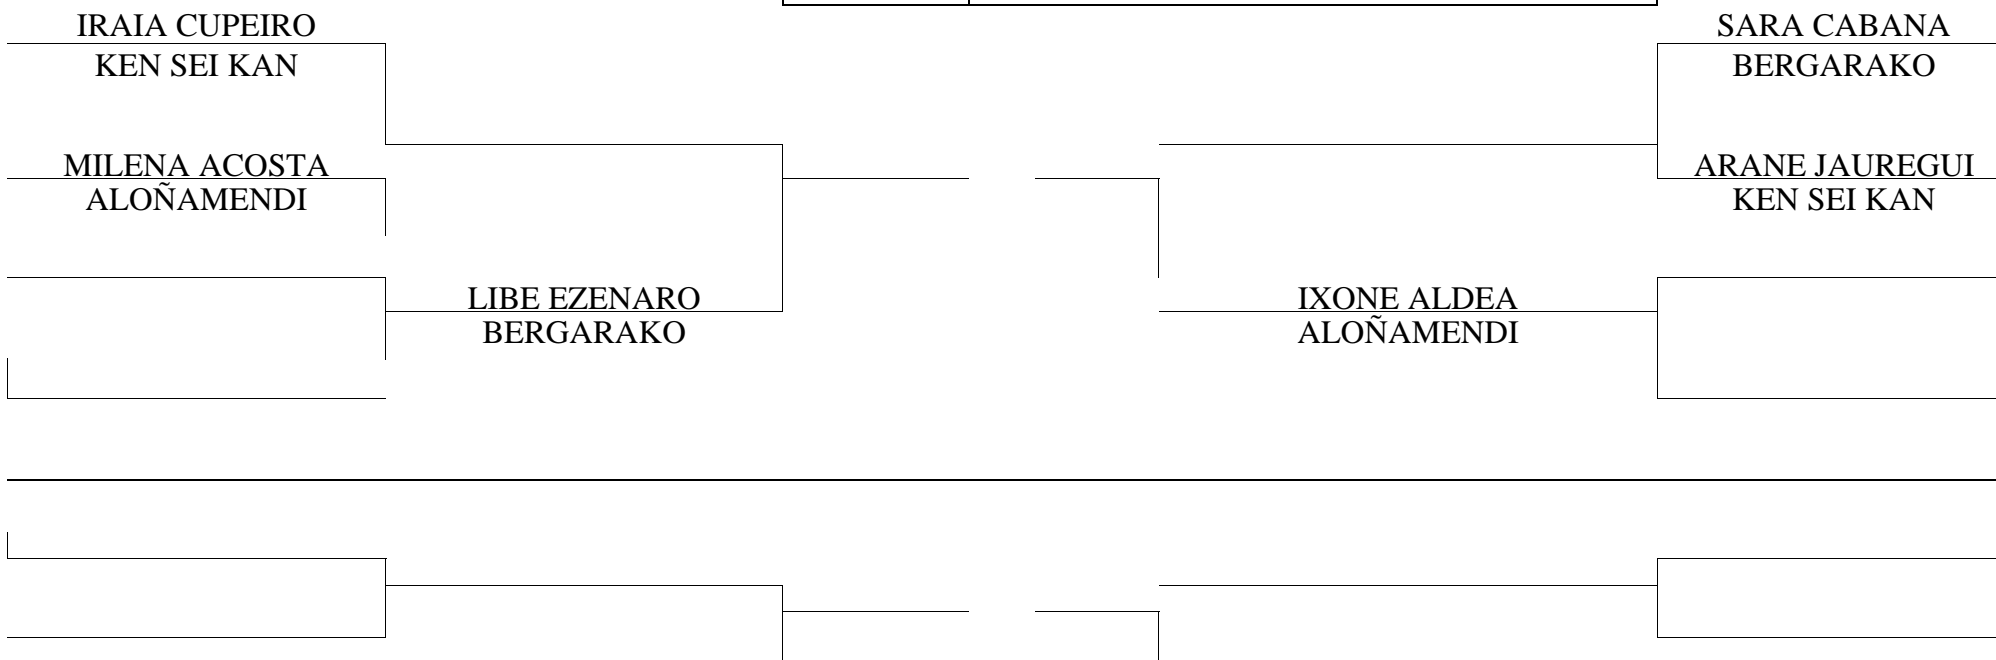 IRAIA CUPEIRO
KEN SEI KAN
SARA CABANA
BERGARAKO
MILENA ACOSTA
ALOÑAMENDI
ARANE JAUREGUI
KEN SEI KAN
LIBE EZENARO
BERGARAKO
IXONE ALDEA
ALOÑAMENDI